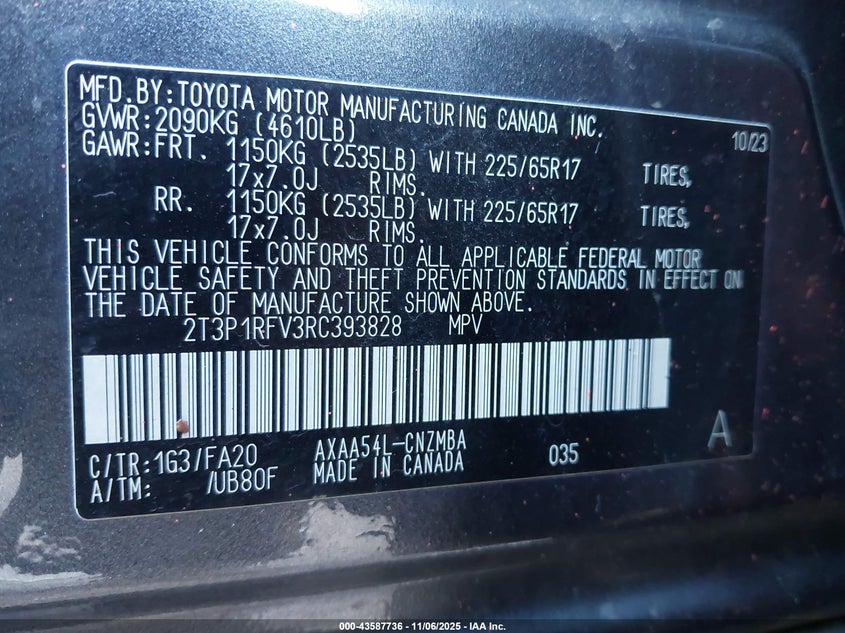 MFD.BY:TOYOTA MOTOR MANUFACTURING CANADA INC.
GVWR:2090KG (4610LB) 10/23
GAWR:FRT. 1150KG (2535LB) WITH 225/65R17 TIRES,
17x7.0J RIMS.
RR. 1150KG (2535LB) WITH 225/65R17 TIRES,
17x7.0J RIMS.
THIS VEHICLE CONFORMS TO ALL APPLICABLE FEDERAL MOTOR
VEHICLE SAFETY AND THEFT PREVENTION STANDARDS IN EFFECT ON
THE DATE OF MANUFACTURE SHOWN ABOVE.
2T3P1RFV3RC393828 MPV
C/TR:1G3/FA20 AXAA54L-CNZMBA 035 A
A/TM: /UB80F MADE IN CANADA
000-43587736 - 11/06/2025 - IAA Inc.